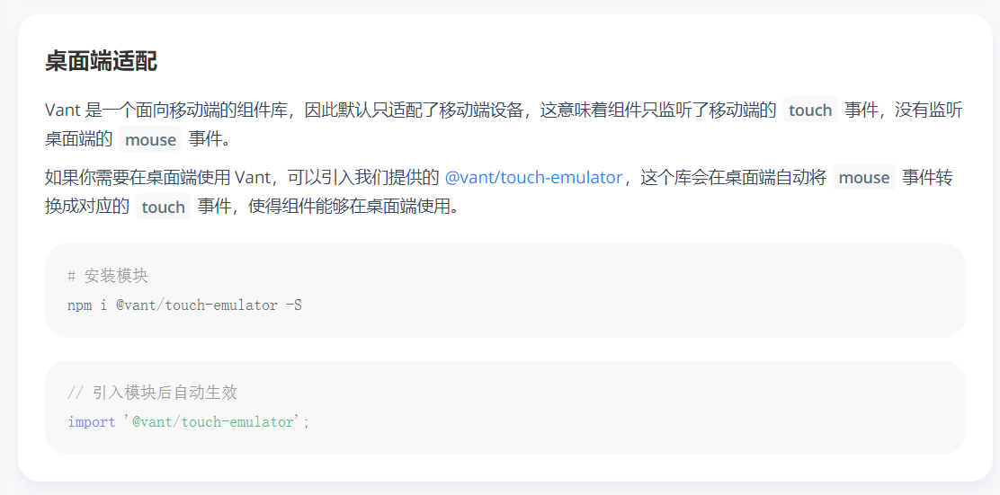 桌面端适配
Vant 是一个面向移动端的组件库，因此默认只适配了移动端设备，这意味着组件只监听了移动端的 touch 事件，没有监听
桌面端的 mouse 事件。
如果你需要在桌面端使用 Vant，可以引入我们提供的 @vant/touch-emulator，这个库会在桌面端自动将 mouse 事件转
换成对应的 touch 事件，使得组件能够在桌面端使用。
# 安装模块
npm i @vant/touch-emulator -S
// 引入模块后自动生效
import '@vant/touch-emulator';